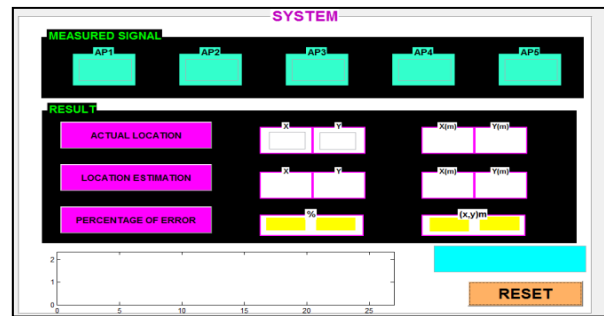 SYSTEM
MEASURED SIGNAL
AP1 AP2 AP3 AP4 AP5
RESULT
ACTUAL LOCATION X Y X(m) Y(m)
LOCATION ESTIMATION X Y X(m) Y(m)
PERCENTAGE OF ERROR % (x,y)m
2
1
0
0 5 10 15 20 25
RESET